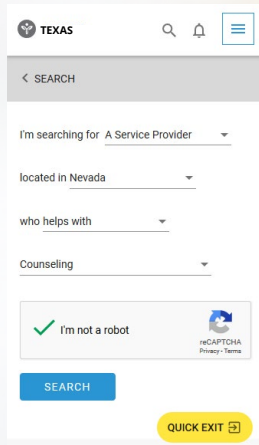 TEXAS
SEARCH
I'm searching for A Service Provider
located in Nevada
who helps with
Counseling
I'm not a robot
reCAPTCHA
Privacy - Terms
SEARCH
QUICK EXIT